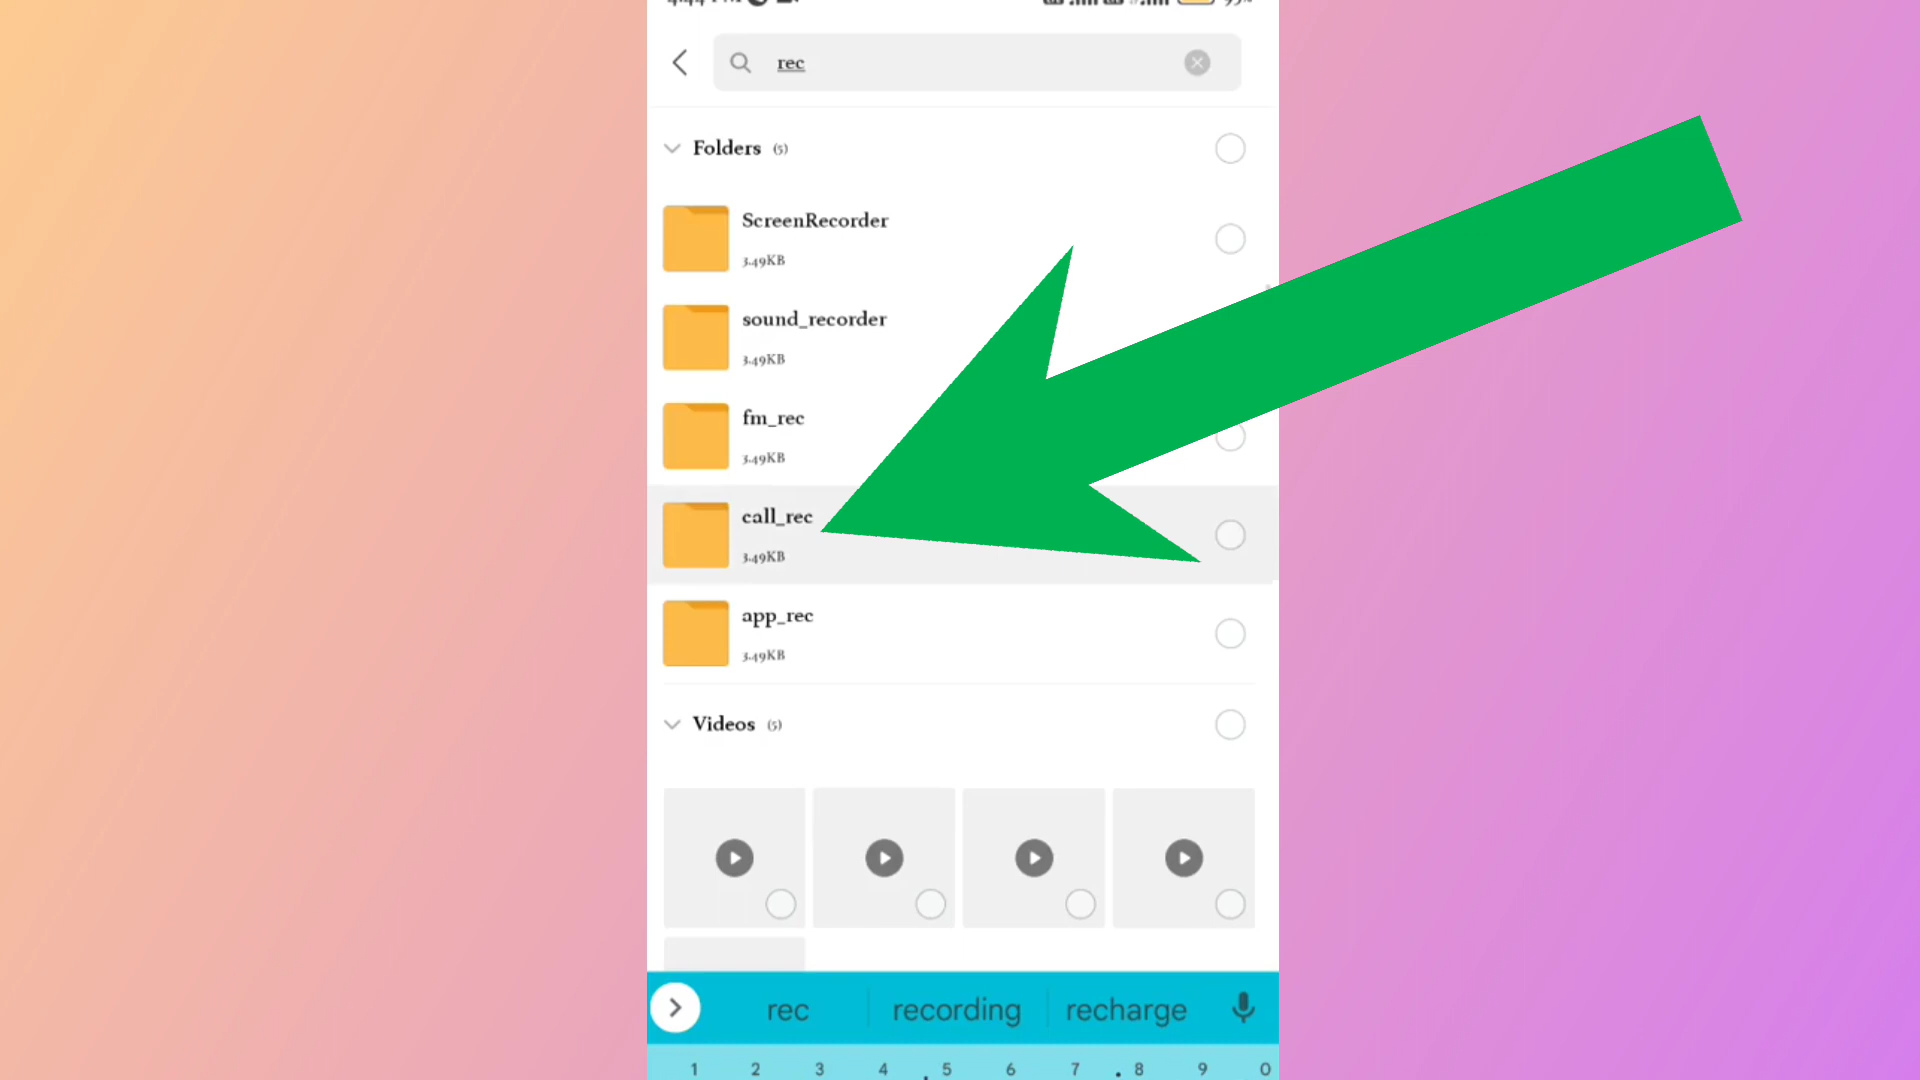 rec
Folders (5)
ScreenRecorder
3.49KB
sound_recorder
3.49KB
fm_rec
3.49KB
call_rec
3.49KB
app_rec
3.49KB
Videos (5)
rec recording recharge
1 2 3 4 5 6 7 8 9 0